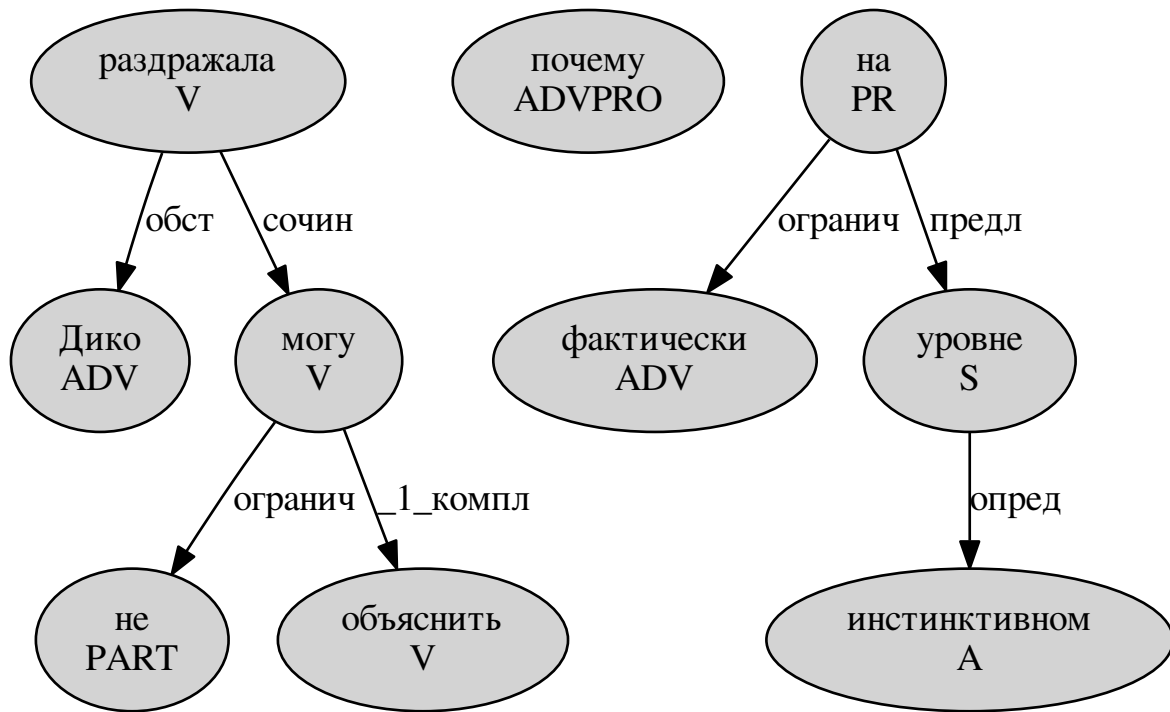 раздражала
V
почему
ADVPRO
на
PR
обст
сочин
огранич
предл
Дико
ADV
могу
V
фактически
ADV
уровне
S
огранич
_1_компл
опред
не
PART
объяснить
V
инстинктивном
A